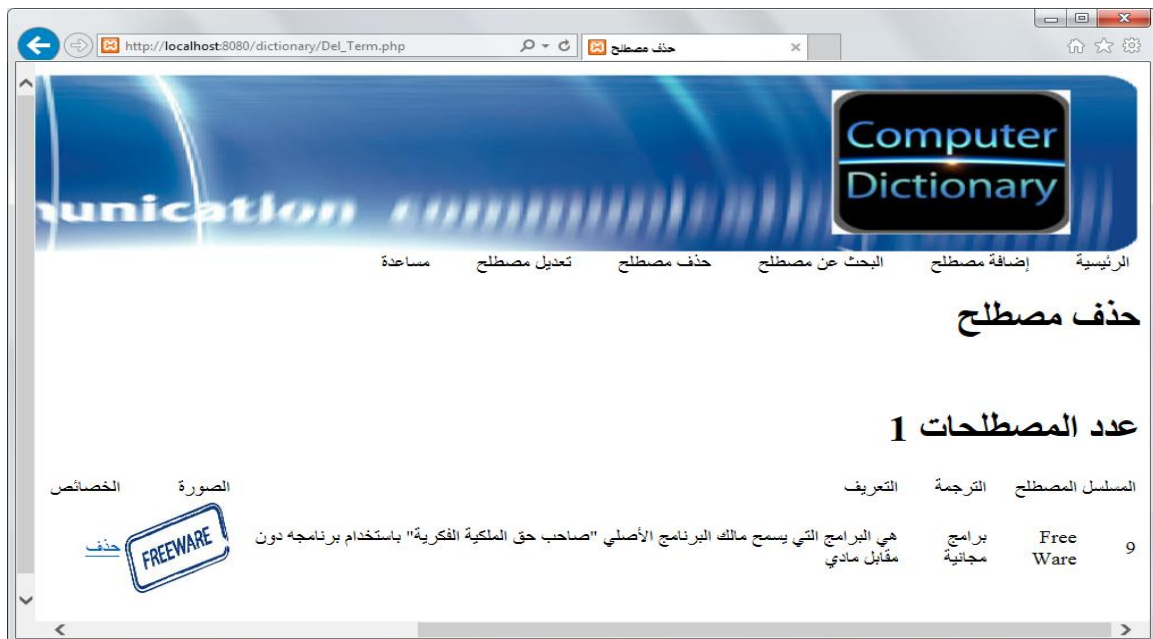 http://localhost:8080/dictionary/Del_Term.php
حذف مصطلح
Computer
Dictionary
unication
الرئيسية إضافة مصطلح البحث عن مصطلح حذف مصطلح تعديل مصطلح مساعدة
حذف مصطلح
عدد المصطلحات 1
المسلسل المصطلح الترجمة التعريف الصورة الخصائص
9 Free Ware برامج مجانية هي البرامج التي يسمح مالك البرنامج الأصلي "صاحب حق الملكية الفكرية" باستخدام برنامجه دون مقابل مادي FREEWARE حذف